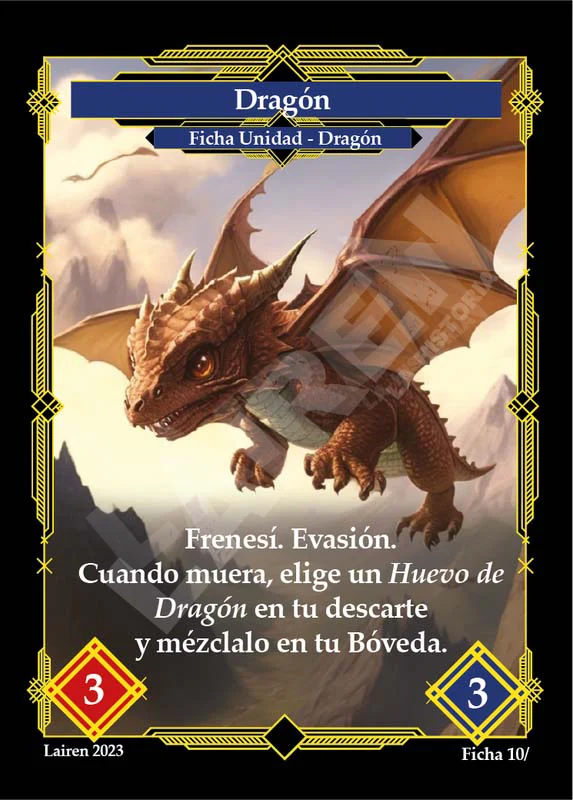 Dragón
Ficha Unidad - Dragón
Frenesí. Evasión.
Cuando muera, elige un Huevo de
Dragón en tu descarte
y mézclalo en tu Bóveda.
3
3
Lairen 2023
Ficha 10/